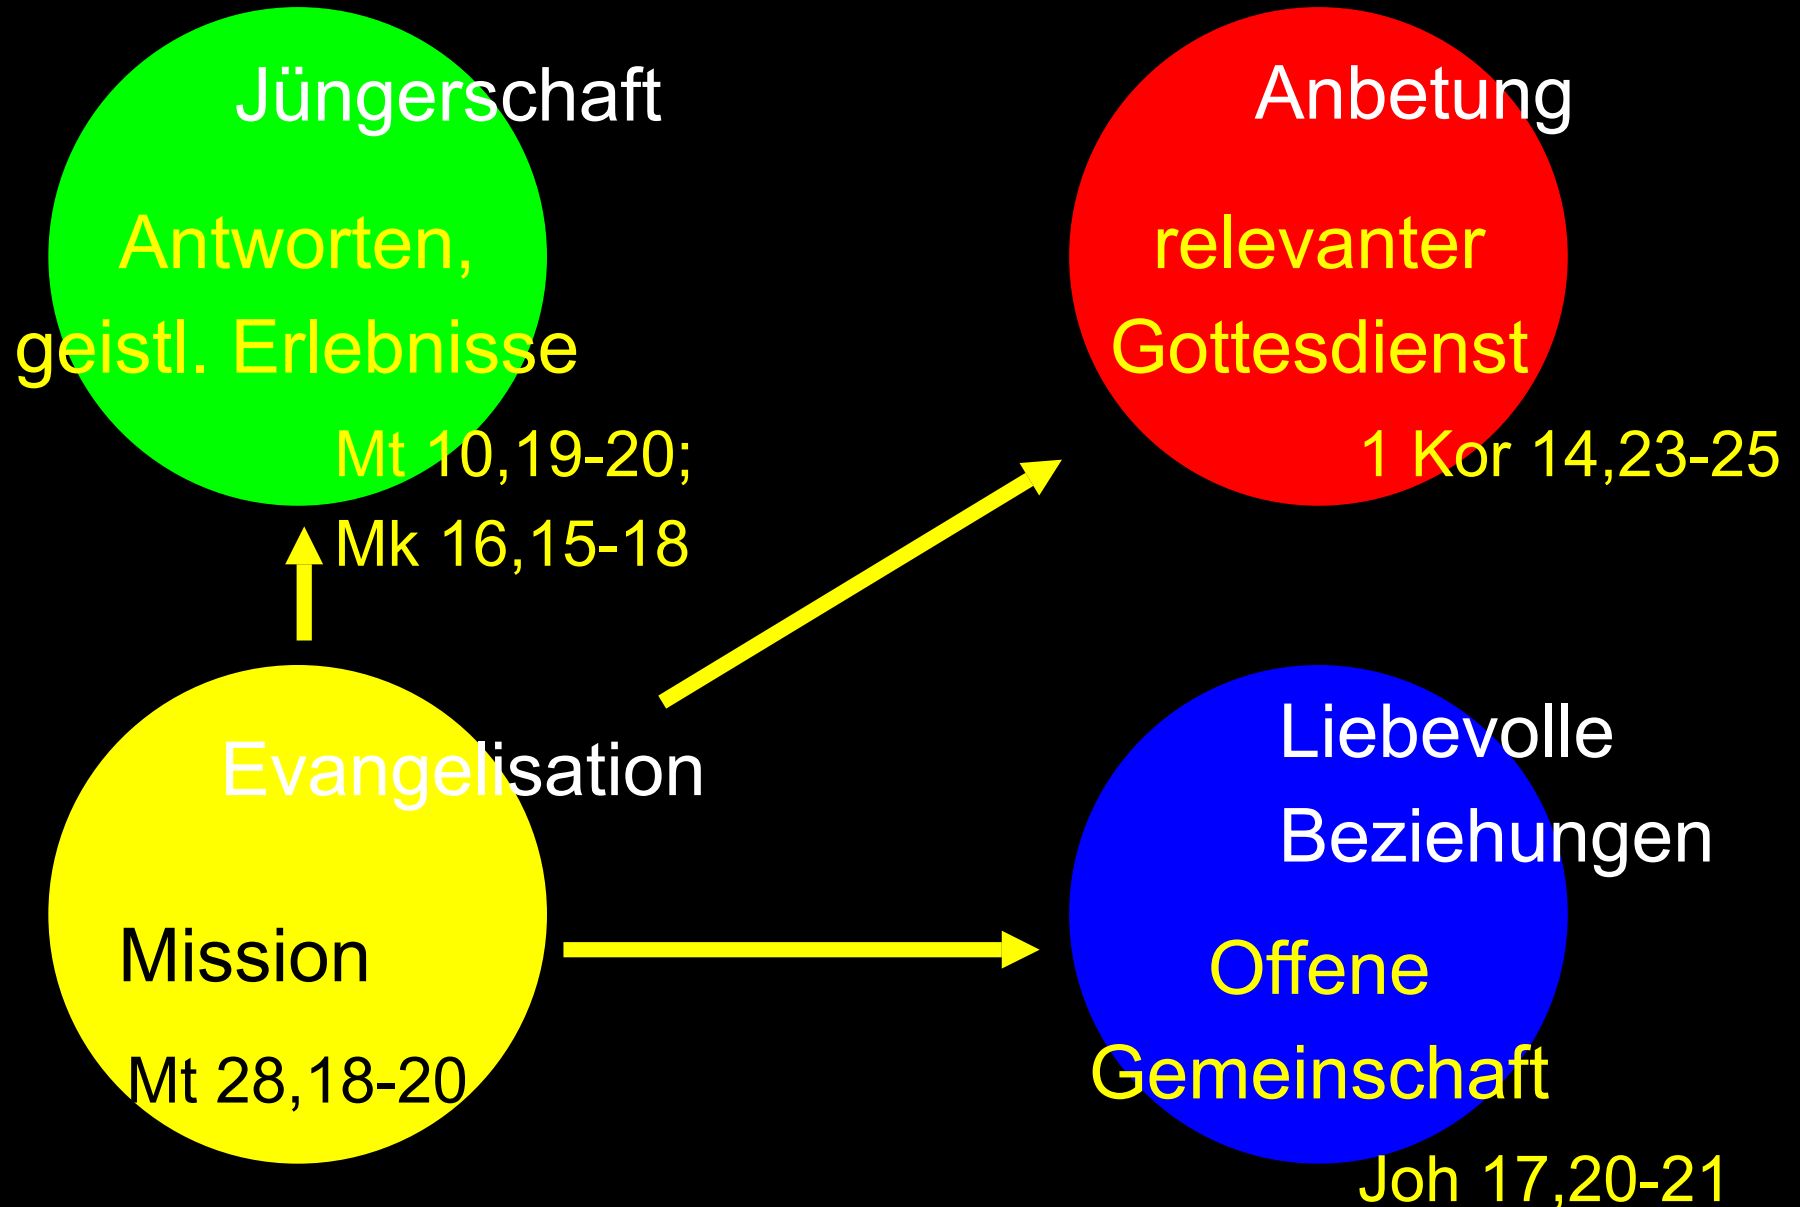 Jüngerschaft
Antworten,
geistl. Erlebnisse
Mt 10,19-20;
Mk 16,15-18
Anbetung
relevanter
Gottesdienst
1 Kor 14,23-25
Evangelisation
Mission
Mt 28,18-20
Liebevolle
Beziehungen
Offene
Gemeinschaft
Joh 17,20-21